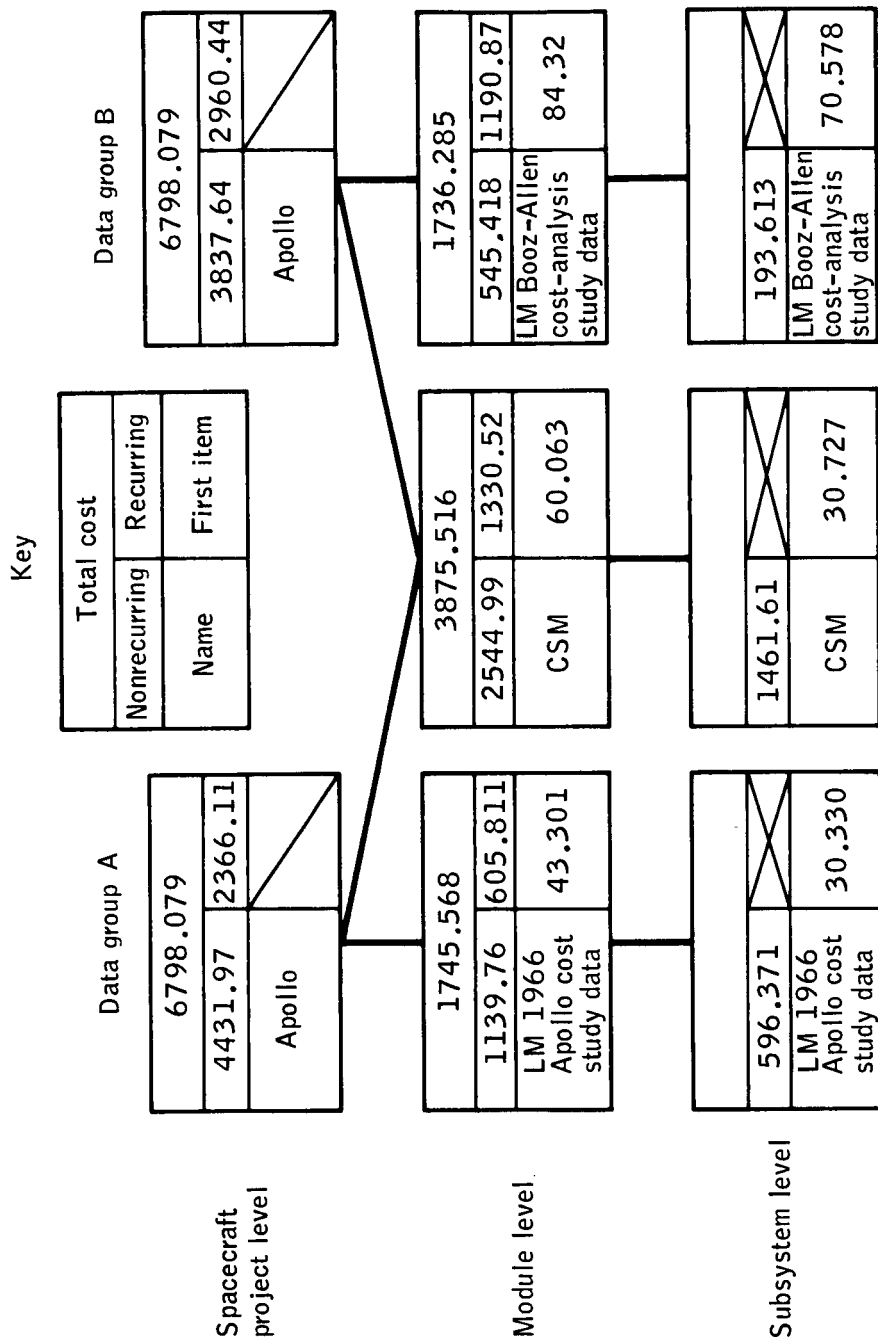 Key
Total cost
Nonrecurring Recurring
Name First item
Data group A
Data group B
Spacecraft
project level
6798.079
4431.97 2366.11
Apollo
6798.079
3837.64 2960.44
Apollo
Module level
1745.568
1139.76 605.811
LM 1966
Apollo cost
study data
43.301
3875.516
2544.99 1330.52
CSM 60.063
1736.285
545.418 1190.87
LM Booz-Allen
cost-analysis
study data
84.32
Subsystem level
596.371
LM 1966
Apollo cost
study data
30.330
1461.61
CSM 30.727
193.613
LM Booz-Allen
cost-analysis
study data
70.578